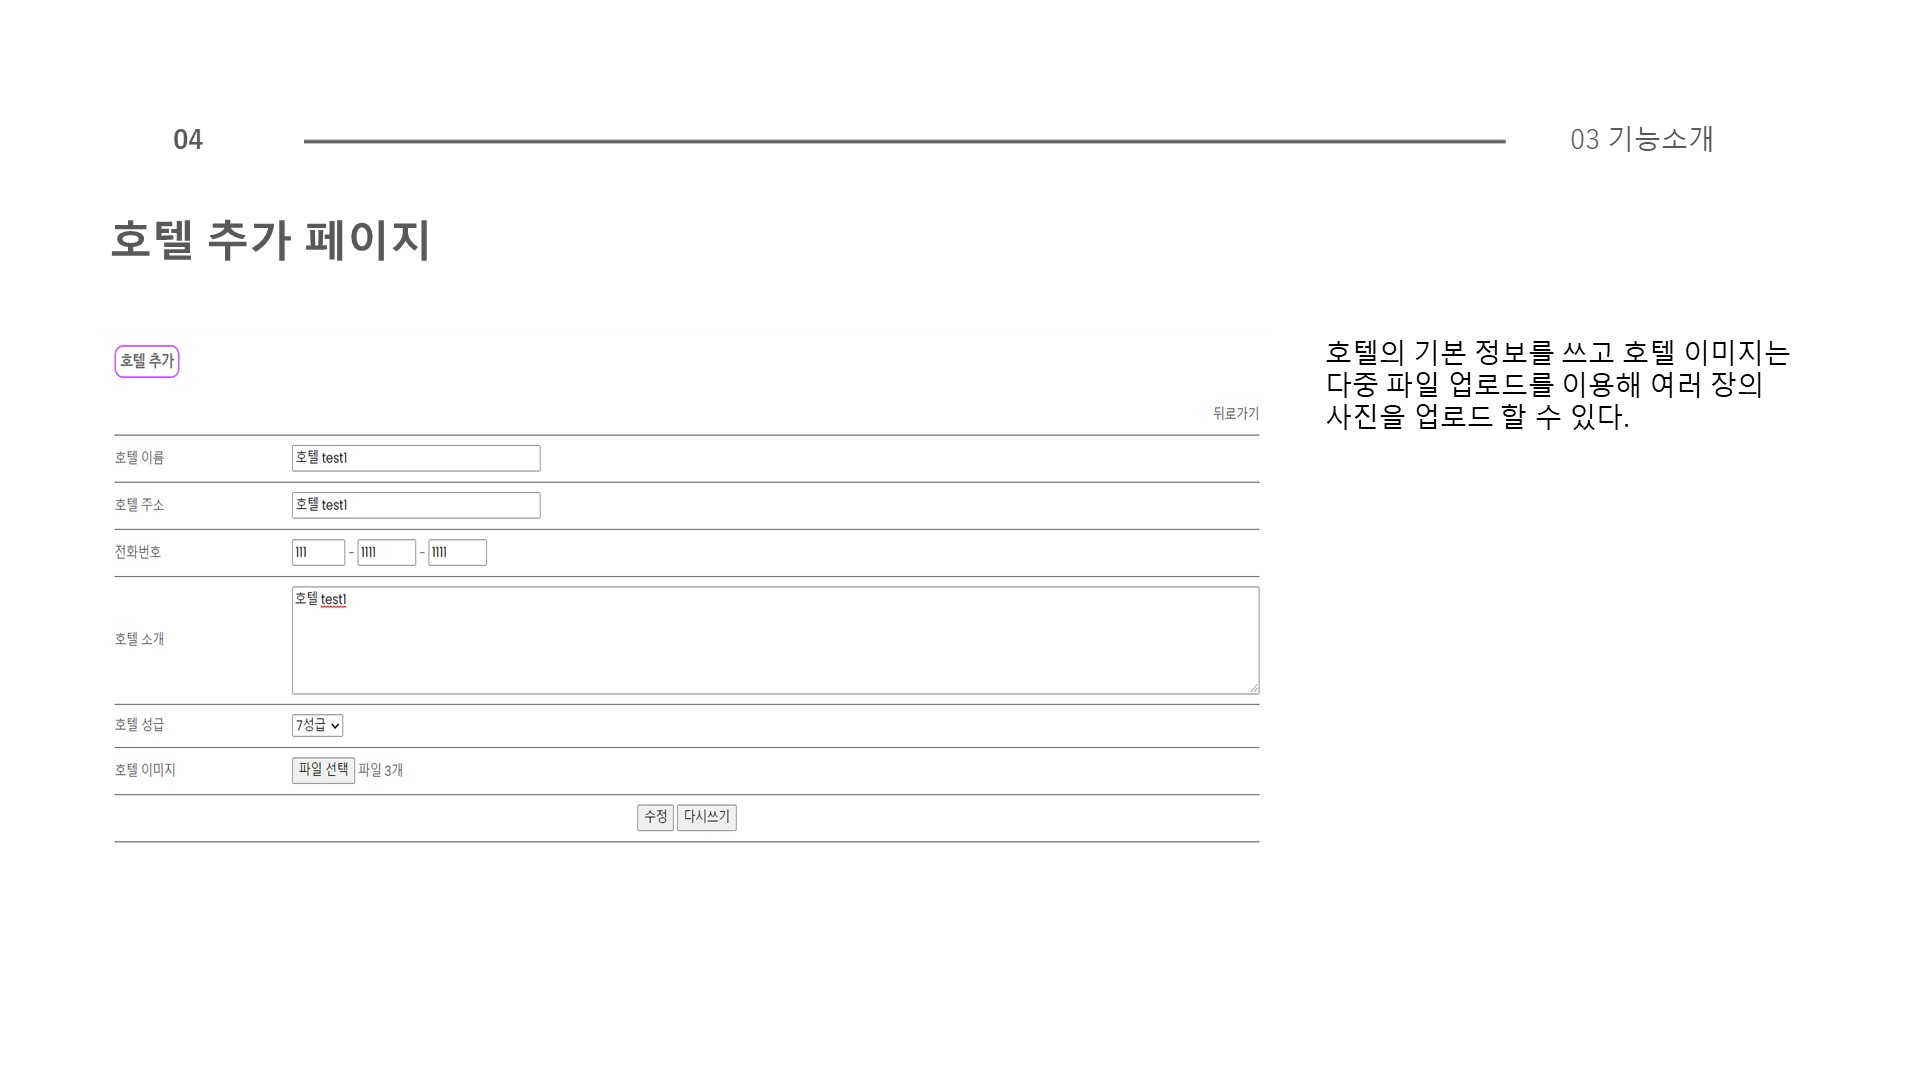 04
03 기능소개
호텔 추가 페이지
호텔 추가
뒤로가기
호텔 이름 호텔 test1
호텔 주소 호텔 test1
전화번호 111 - 1111 - 1111
호텔 소개 호텔 test1
호텔 성급 7성급
호텔 이미지 파일 선택 파일 3개
수정 다시쓰기
호텔의 기본 정보를 쓰고 호텔 이미지는
다중 파일 업로드를 이용해 여러 장의
사진을 업로드 할 수 있다.